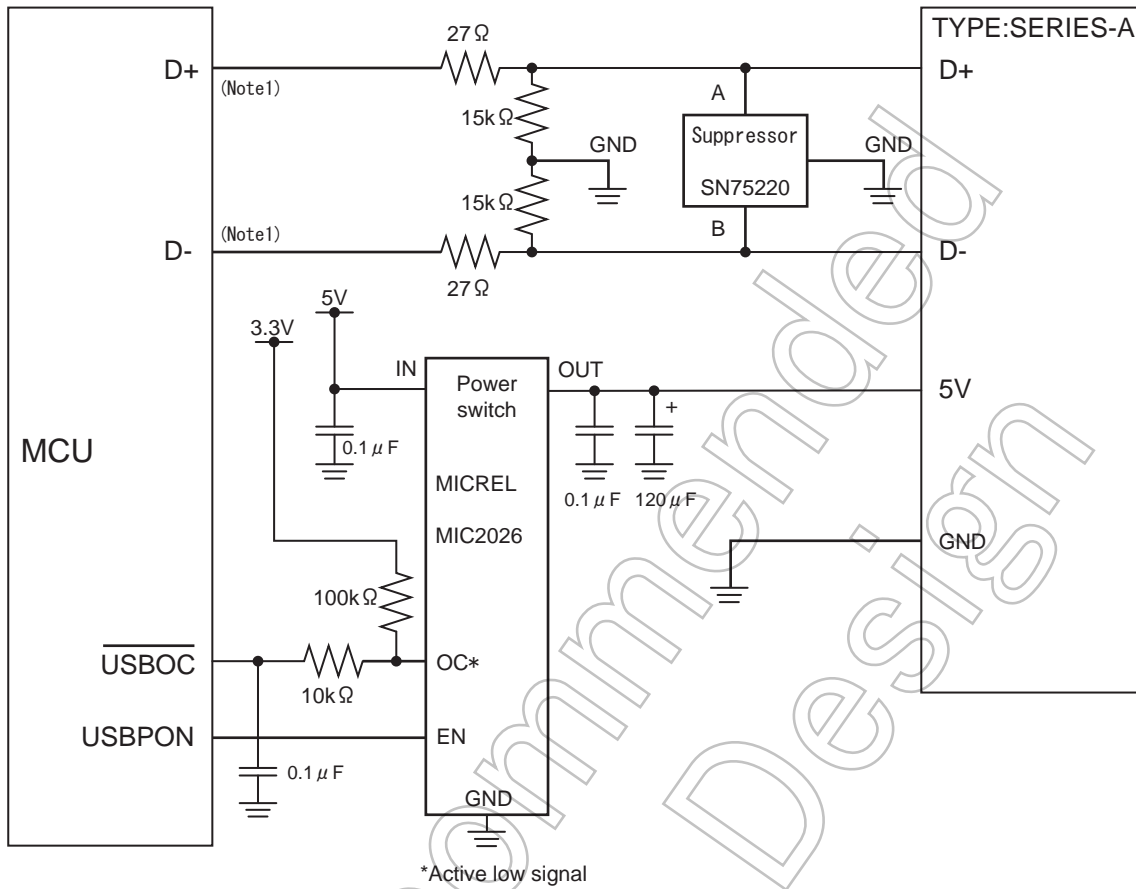 27Ω
TYPE:SERIES-A
D+
(Note1)
A
D+
15kΩ
GND
Suppressor
GND
SN75220
15kΩ
B
D-
(Note1)
D-
27Ω
5V
3.3V
IN
Power
switch
OUT
5V
MCU
0.1μF
MICREL
0.1μF
120μF
MIC2026
GND
100kΩ
USBOC
OC*
10kΩ
USBPON
EN
0.1μF
GND
*Active low signal
ommended
Design